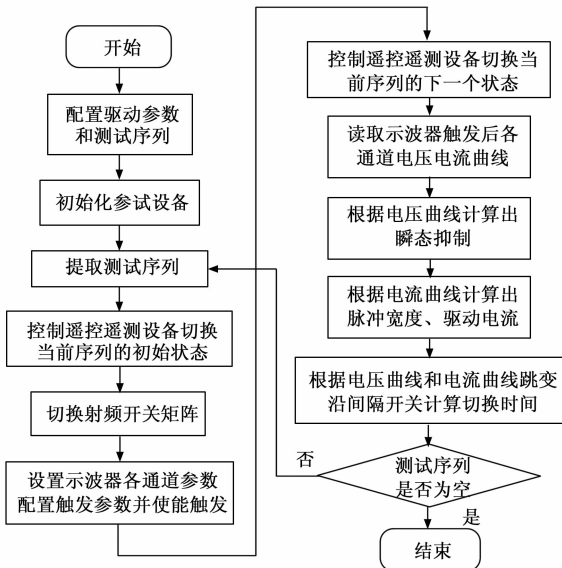 开始
配置驱动参数
和测试序列
初始化参试设备
提取测试序列
控制遥控遥测设备切换
当前序列的初始状态
切换射频开关矩阵
设置示波器各通道参数
配置触发参数并使能触发
控制遥控遥测设备切换当
前序列的下一个状态
读取示波器触发后各
通道电压电流曲线
根据电压曲线计算出
瞬态抑制
根据电流曲线计算出
脉冲宽度、驱动电流
根据电压曲线和电流曲线跳变
沿间隔开关计算切换时间
测试序列
是否为空
否
是
结束